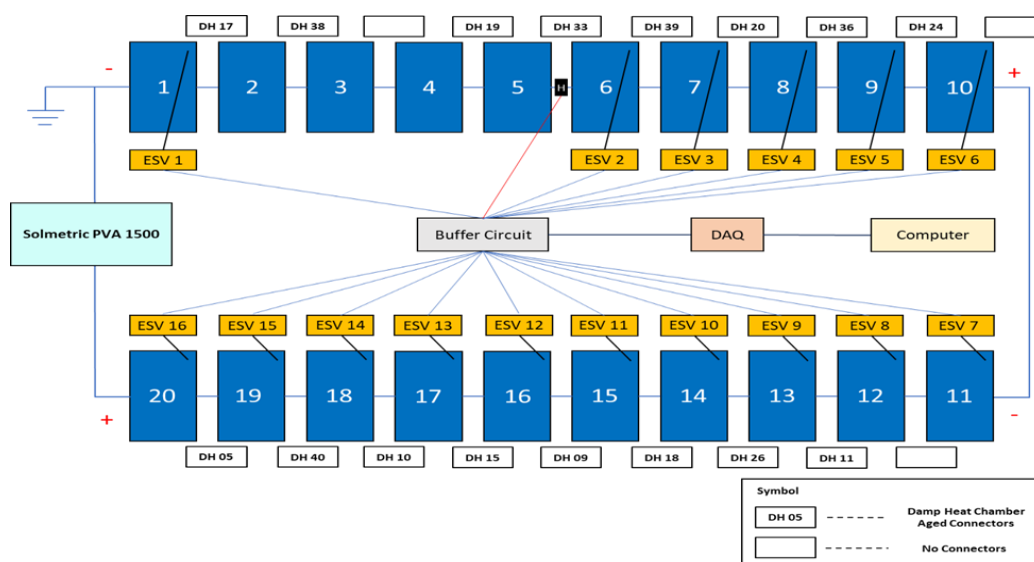 DH 17 DH 38 DH 19 DH 33 DH 39 DH 20 DH 36 DH 24
- 1 2 3 4 5 H 6 7 8 9 10 +
ESV 1 ESV 2 ESV 3 ESV 4 ESV 5 ESV 6
Solmetric PVA 1500 Buffer Circuit DAQ Computer
ESV 16 ESV 15 ESV 14 ESV 13 ESV 12 ESV 11 ESV 10 ESV 9 ESV 8 ESV 7
+ 20 19 18 17 16 15 14 13 12 11 -
DH 05 DH 40 DH 10 DH 15 DH 09 DH 18 DH 26 DH 11
Symbol
DH 05 Damp Heat Chamber
Aged Connectors
No Connectors